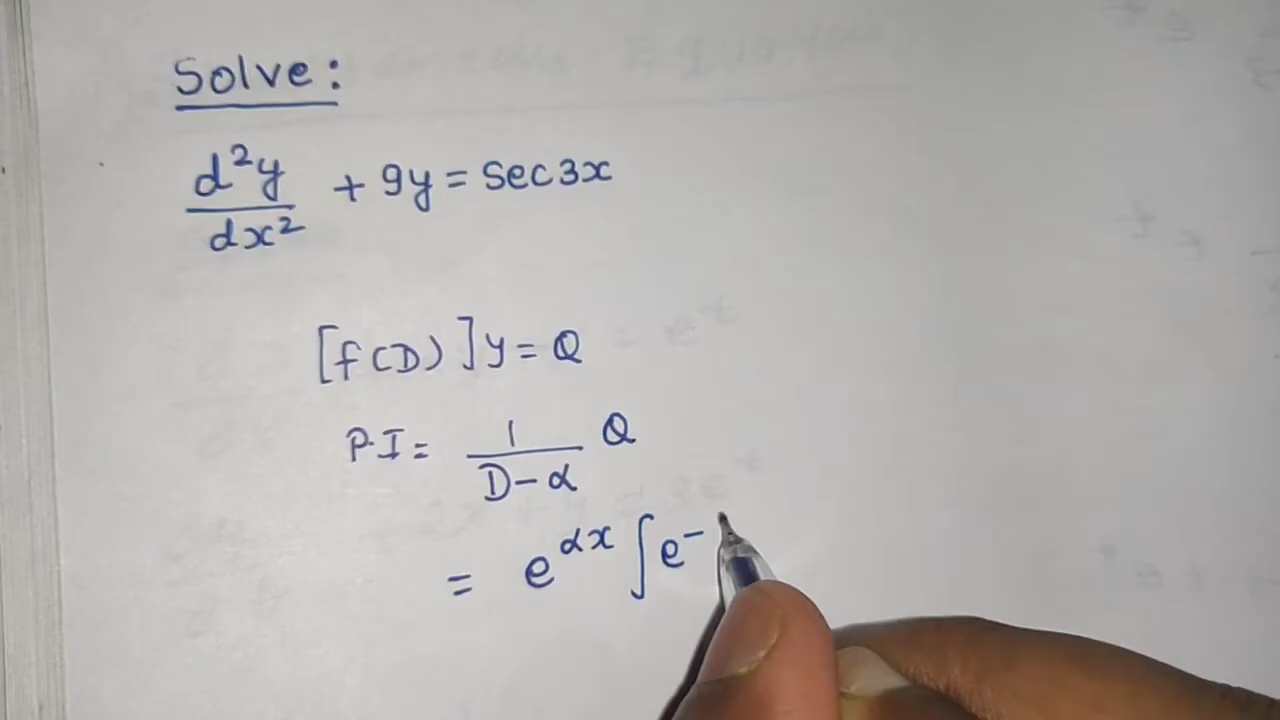 Solve:
d²y/dx² + 9y = sec3x
[f(D)]y = Q
P.I = 1/(D-α) Q
= e^αx ∫e^-